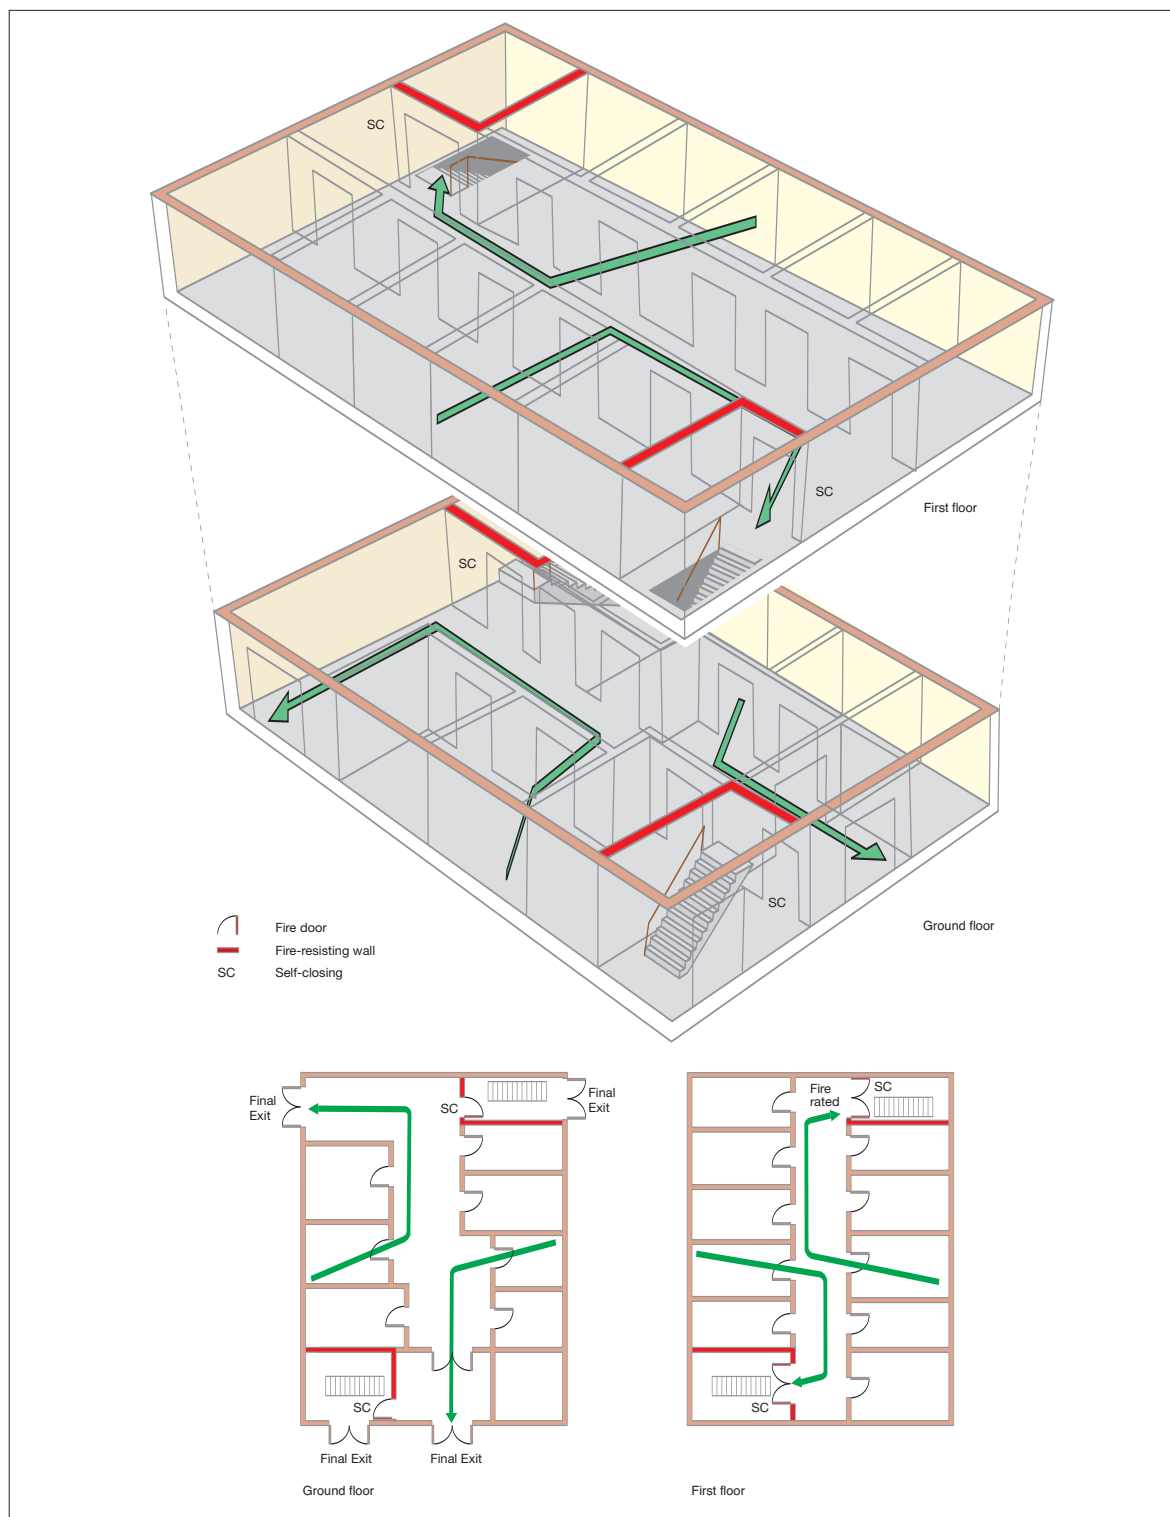 SC
SC
First floor
SC
SC
Ground floor
Fire door
Fire-resisting wall
SC
Self-closing
Final
Exit
SC
Final
Exit
SC
Final Exit
Final Exit
Ground floor
Fire
rated
SC
SC
First floor